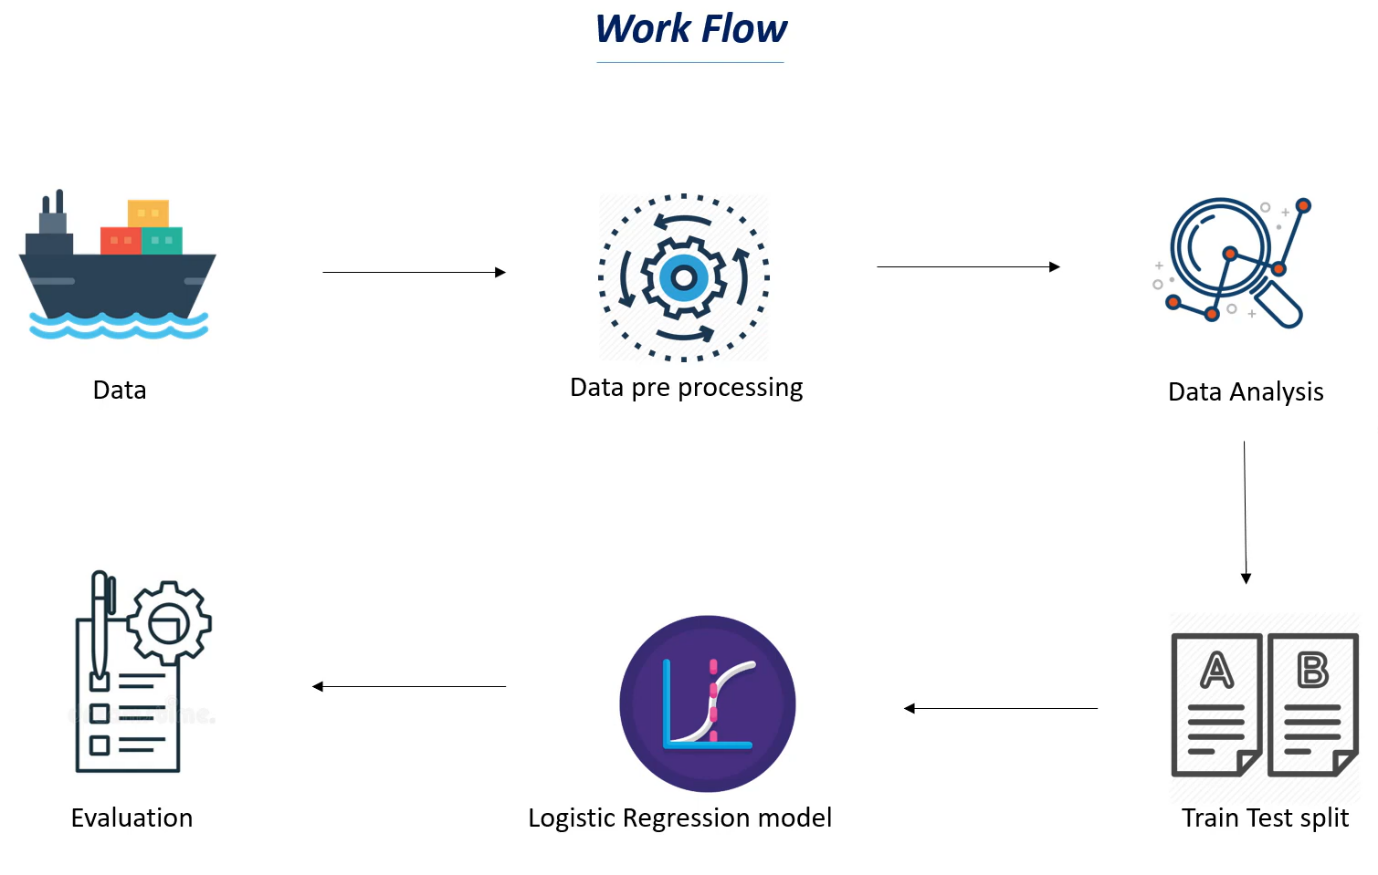 Work Flow
Data
Data pre processing
Data Analysis
A
B
Evaluation
Logistic Regression model
Train Test split